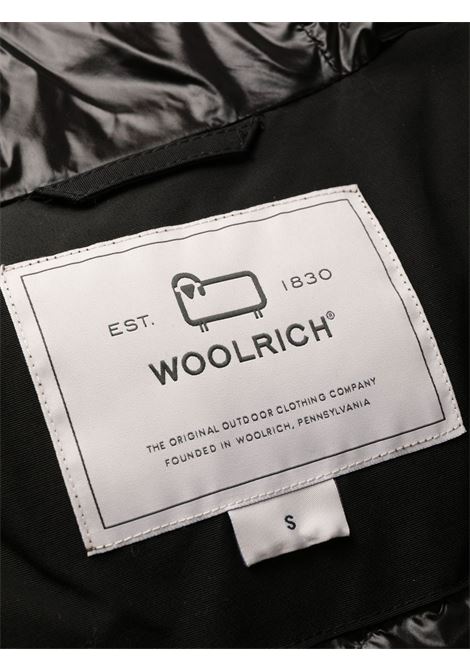 EST. 1830
WOOLRICH®
THE ORIGINAL OUTDOOR CLOTHING COMPANY
FOUNDED IN WOOLRICH, PENNSYLVANIA
S